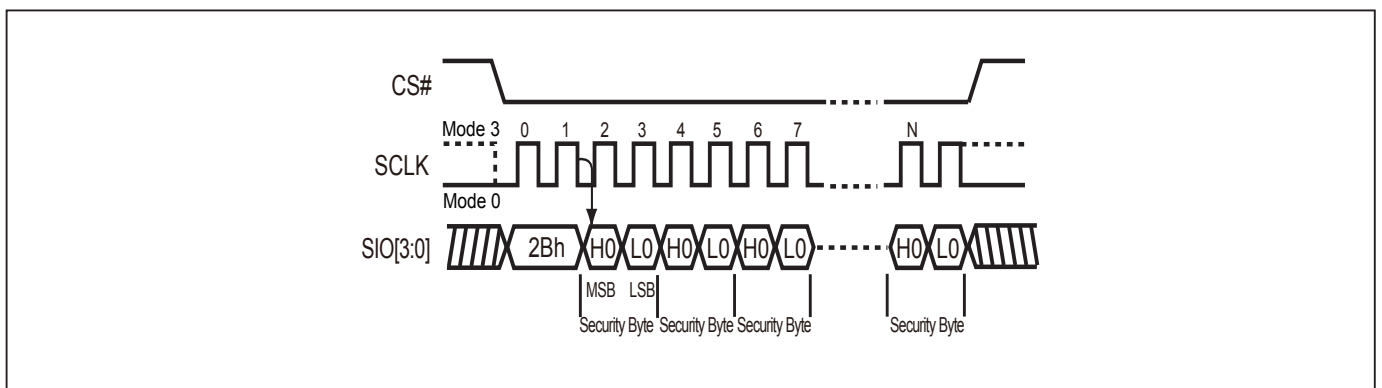 CS#
Mode 3 0 1 2 3 4 5 6 7 N
SCLK
Mode 0
SIO[3:0] 2Bh H0 L0 H0 L0 H0 L0 H0 L0
MSB LSB
Security Byte Security Byte Security Byte Security Byte